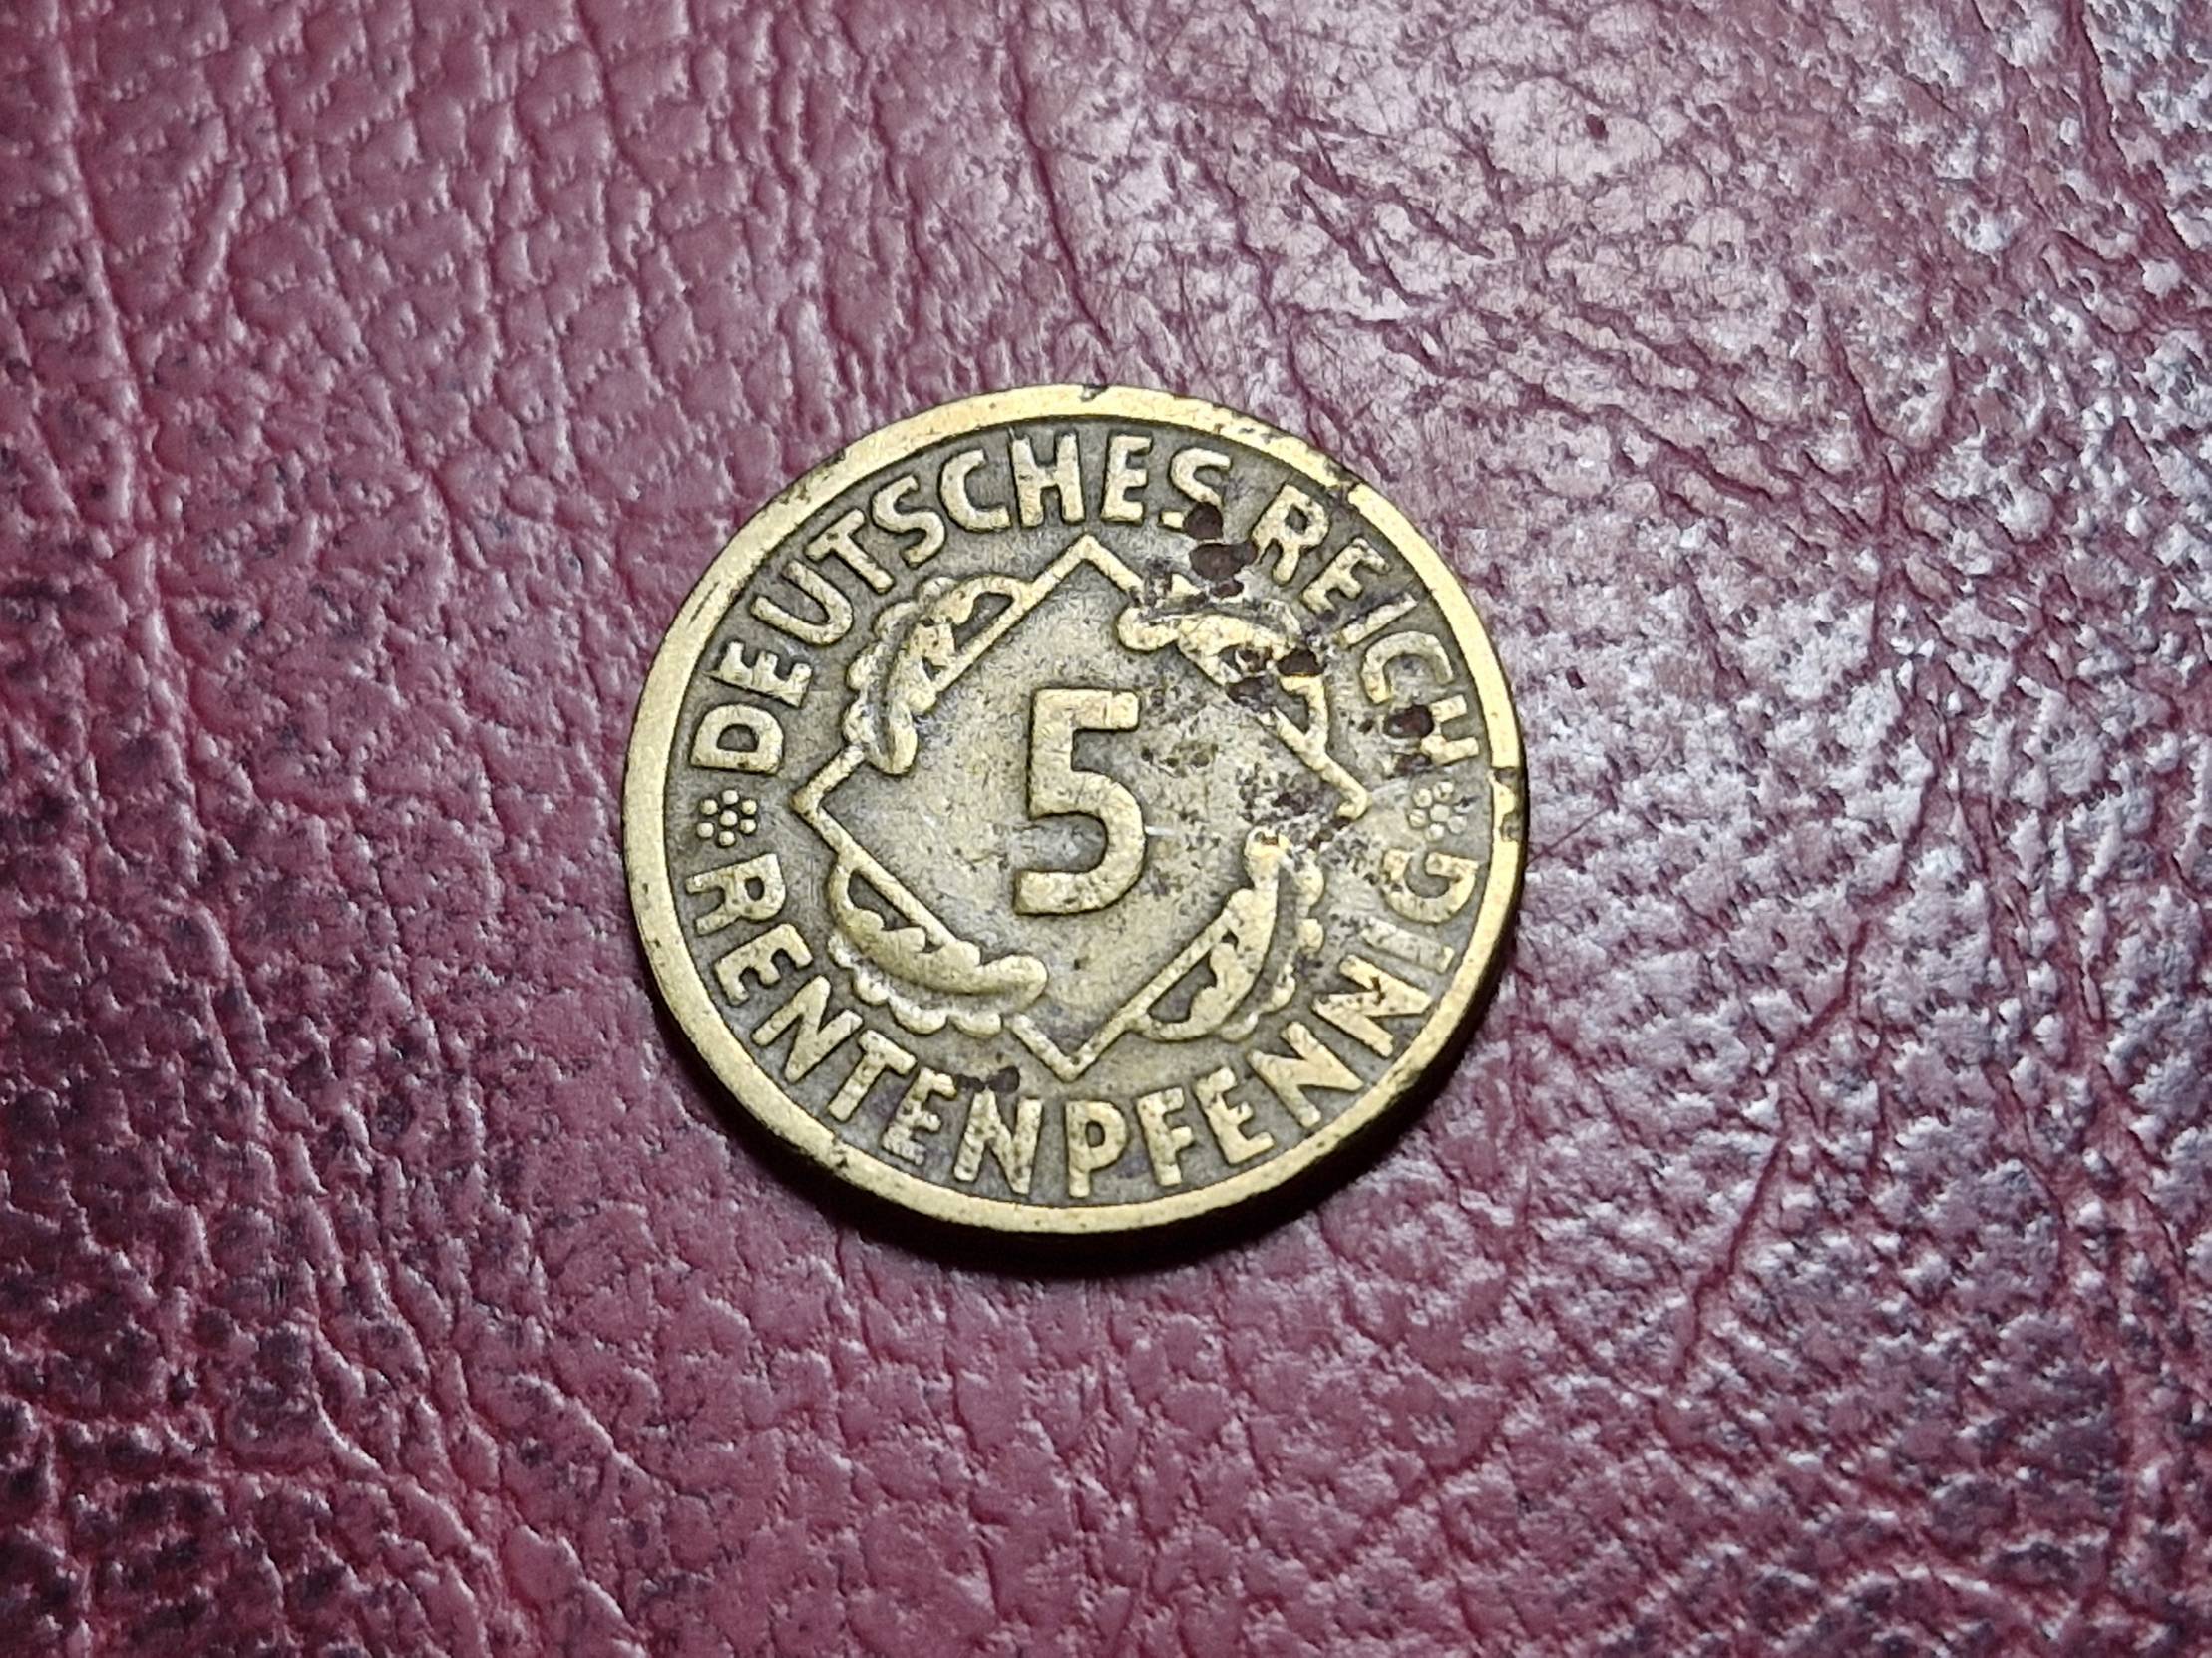 DEUTSCHES REICH
5
RENTENPFENNIG